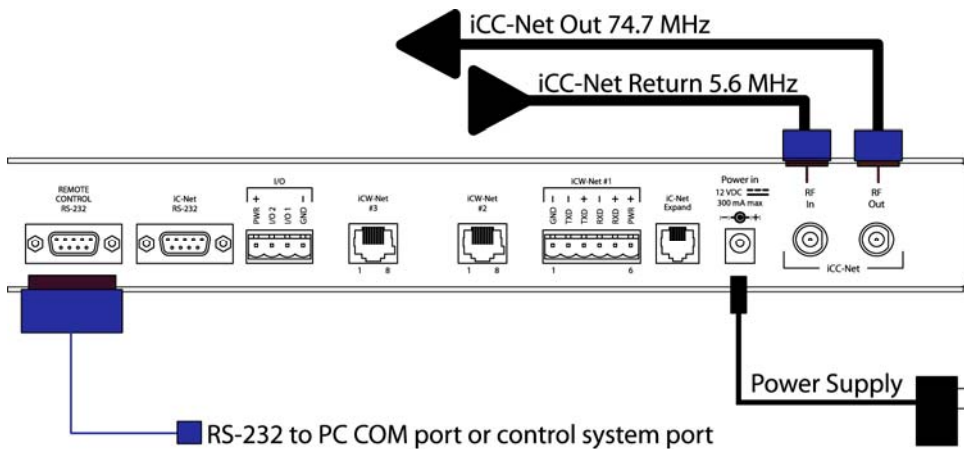 iCC-Net Out 74.7 MHz
iCC-Net Return 5.6 MHz
REMOTE
CONTROL
RS-232
iC-Net
RS-232
I/O
+ −
PWR I/O 2 I/O 1 GND
iCW-Net
#3
1 8
iCW-Net
#2
1 8
iCW-Net #1
− − + − + +
GND TXD TXD RXD RXD PWR
1 6
iC-Net
Expand
Power in
12 VDC
300 mA max
− +
RF
In
RF
Out
iCC-Net
Power Supply
RS-232 to PC COM port or control system port